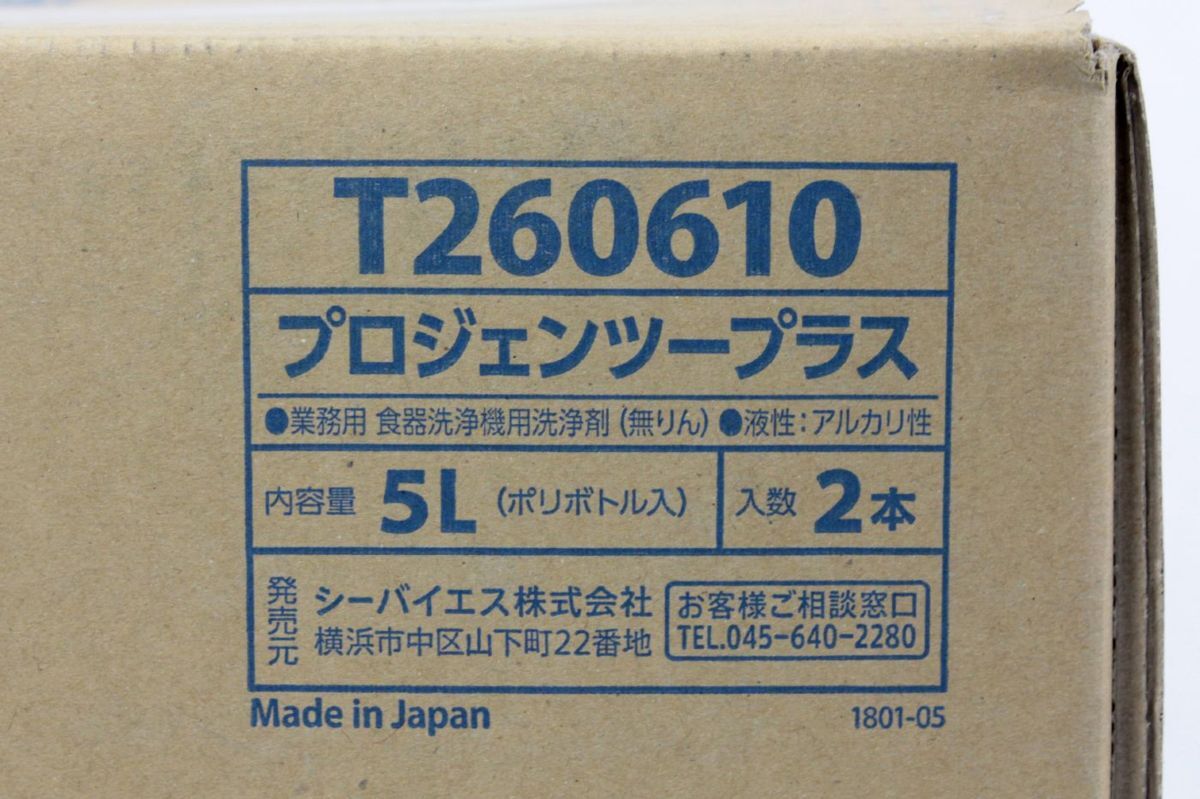 T260610
プロジェンツープラス
●業務用 食器洗浄機用洗浄剤（無りん）●液性：アルカリ性
内容量 5L（ポリボトル入） 入数 2本
発売元
シーバイエス株式会社
横浜市中区山下町22番地
お客様ご相談窓口
TEL.045-640-2280
Made in Japan
1801-05